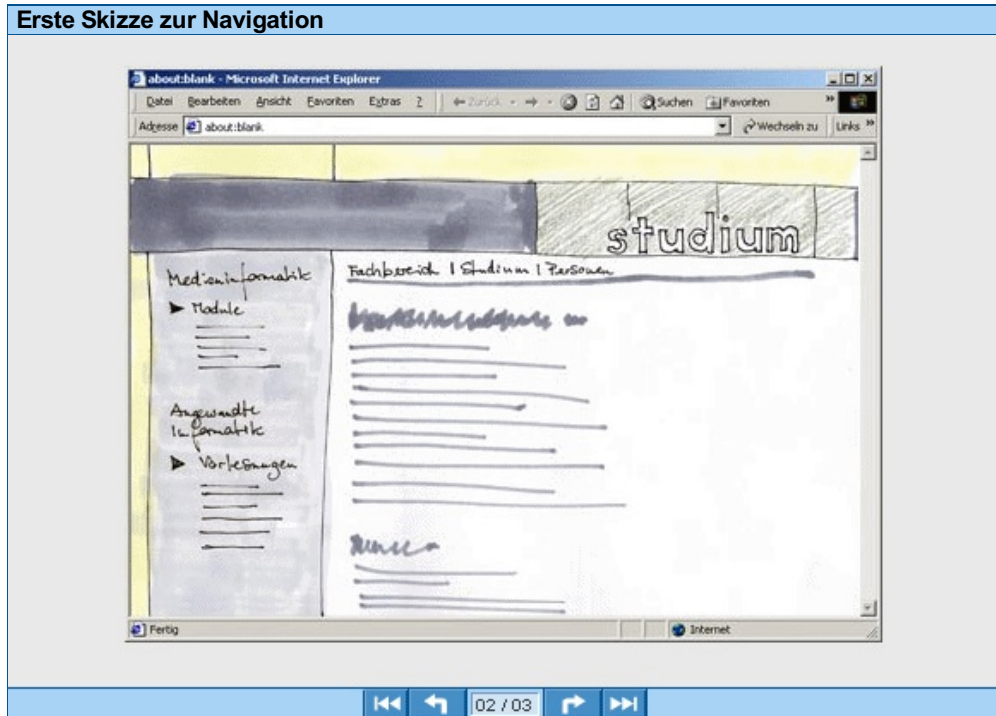 Erste Skizze zur Navigation
about:blank - Microsoft Internet Explorer
Datei Bearbeiten Ansicht Favoriten Extras ? Zurück Suchen Favoriten »
Adresse about:blank Wechseln zu Links »
studium
Fachbereich | Studium | Personen
Medieninformatik
Module
Angewandte
Informatik
Vorlesungen
Fertig Internet
02 / 03